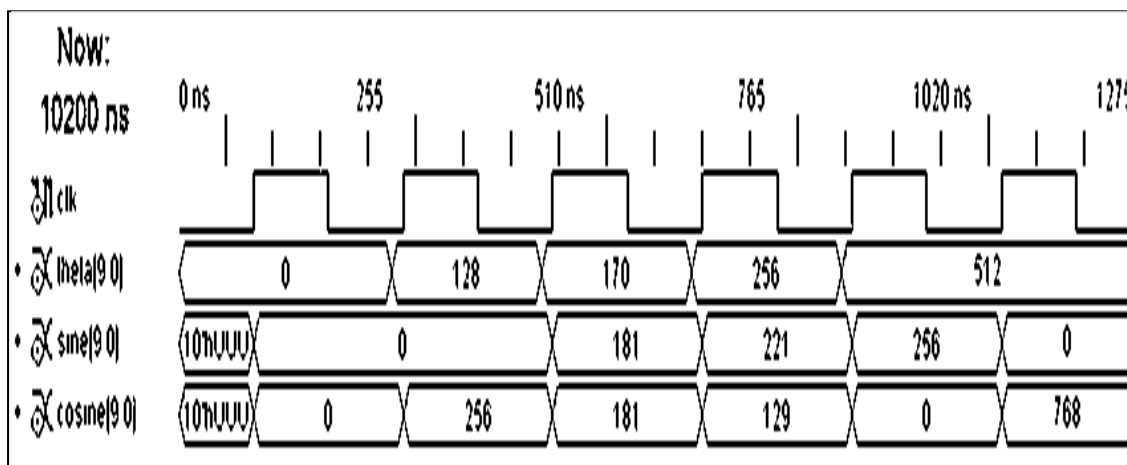 Now:
10200 ns
0 ns 255 510 ns 765 1020 ns 1275
clk
theta(9:0) 0 128 170 256 512
sine(9:0) 10'hUUU 0 181 221 256 0
cosine(9:0) 10'hUUU 0 256 181 129 0 768